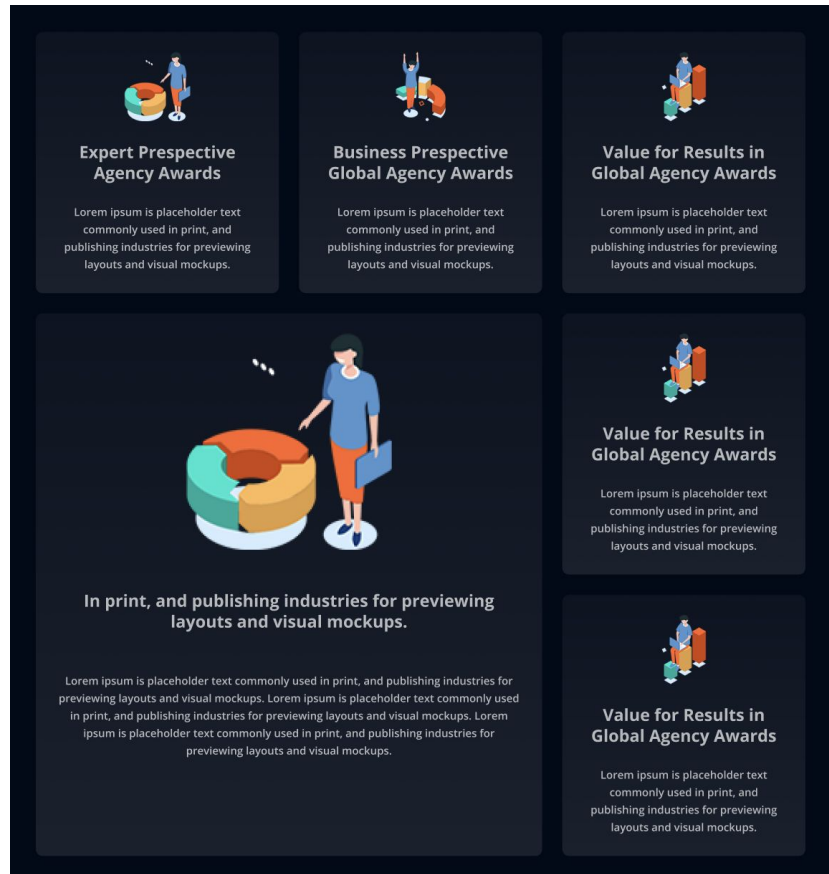 Expert Prespective
Agency Awards
Lorem ipsum is placeholder text
commonly used in print, and
publishing industries for previewing
layouts and visual mockups.
Business Prespective
Global Agency Awards
Lorem ipsum is placeholder text
commonly used in print, and
publishing industries for previewing
layouts and visual mockups.
Value for Results in
Global Agency Awards
Lorem ipsum is placeholder text
commonly used in print, and
publishing industries for previewing
layouts and visual mockups.
In print, and publishing industries for previewing
layouts and visual mockups.
Lorem ipsum is placeholder text commonly used in print, and publishing industries for
previewing layouts and visual mockups. Lorem ipsum is placeholder text commonly used
in print, and publishing industries for previewing layouts and visual mockups. Lorem
ipsum is placeholder text commonly used in print, and publishing industries for
previewing layouts and visual mockups.
Value for Results in
Global Agency Awards
Lorem ipsum is placeholder text
commonly used in print, and
publishing industries for previewing
layouts and visual mockups.
Value for Results in
Global Agency Awards
Lorem ipsum is placeholder text
commonly used in print, and
publishing industries for previewing
layouts and visual mockups.